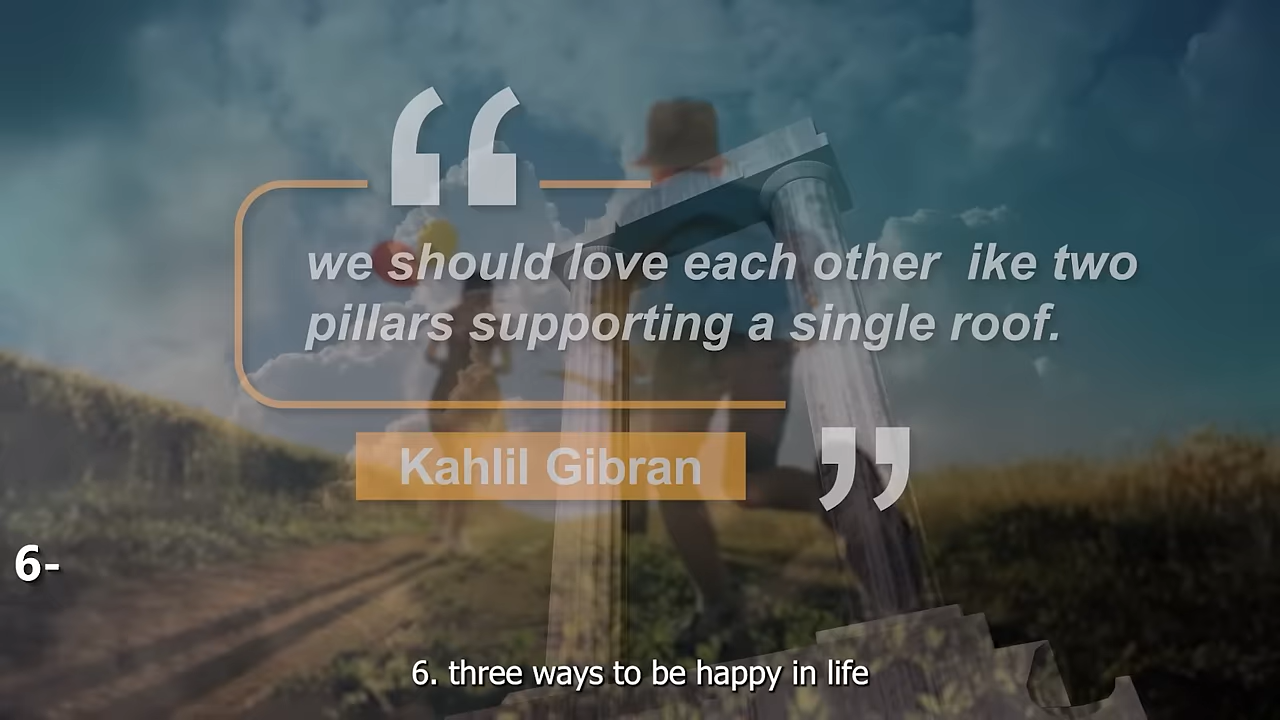 “
we should love each other  ike two
pillars supporting a single roof.
Kahlil Gibran
”
6-
6. three ways to be happy in life